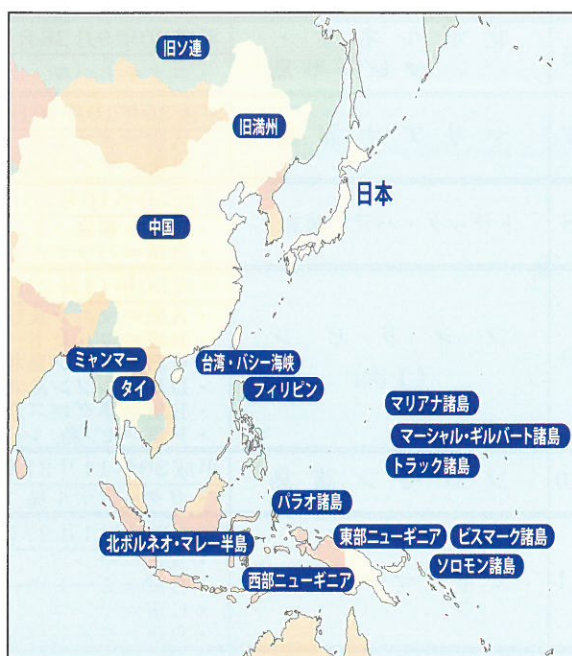 旧ソ連
旧満州
日本
中国
ミャンマー
台湾・バシー海峡
タイ
フィリピン
マリアナ諸島
マーシャル・ギルバート諸島
トラック諸島
パラオ諸島
北ボルネオ・マレー半島
東部ニューギニア
ビスマーク諸島
ソロモン諸島
西部ニューギニア